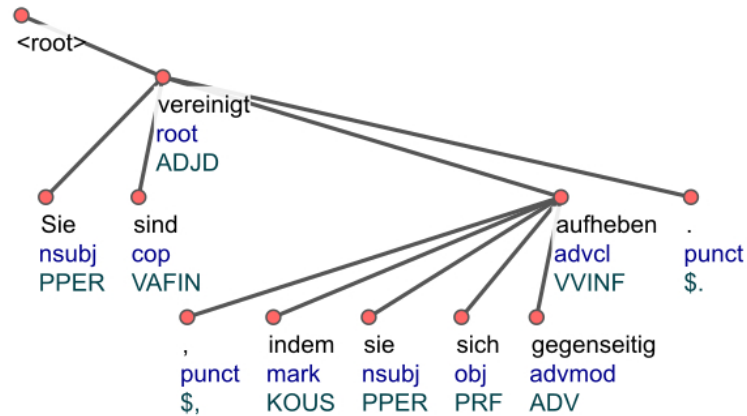 <root>
vereinigt
root
ADJD
Sie sind aufheben .
nsubj cop advcl punct
PPER VAFIN VVINF $.
, indem sie sich gegenseitig
punct mark nsubj obj advmod
$, KOUS PPER PRF ADV